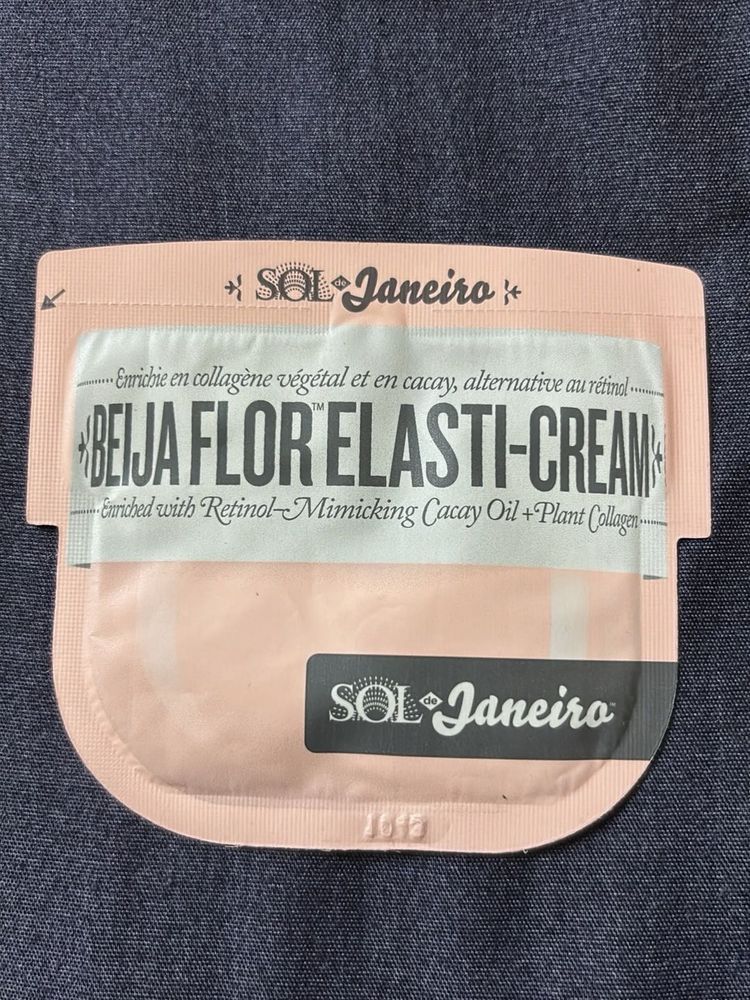 SOL de Janeiro
Enrichie en collagène végétal et en cacay, alternative au rétinol
BEIJA FLOR™ ELASTI-CREAM
Enriched with Retinol-Mimicking Cacay Oil + Plant Collagen
SOL de Janeiro™